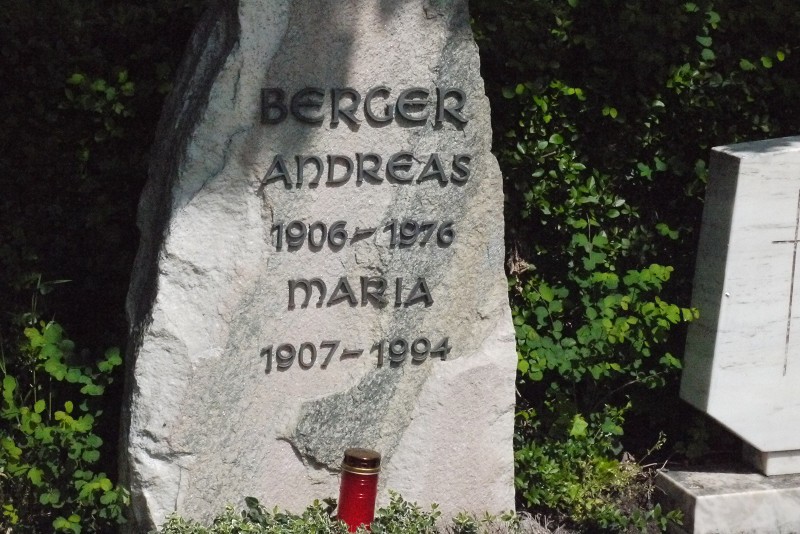 BERGER
ANDREAS
1906-1976
MARIA
1907-1994